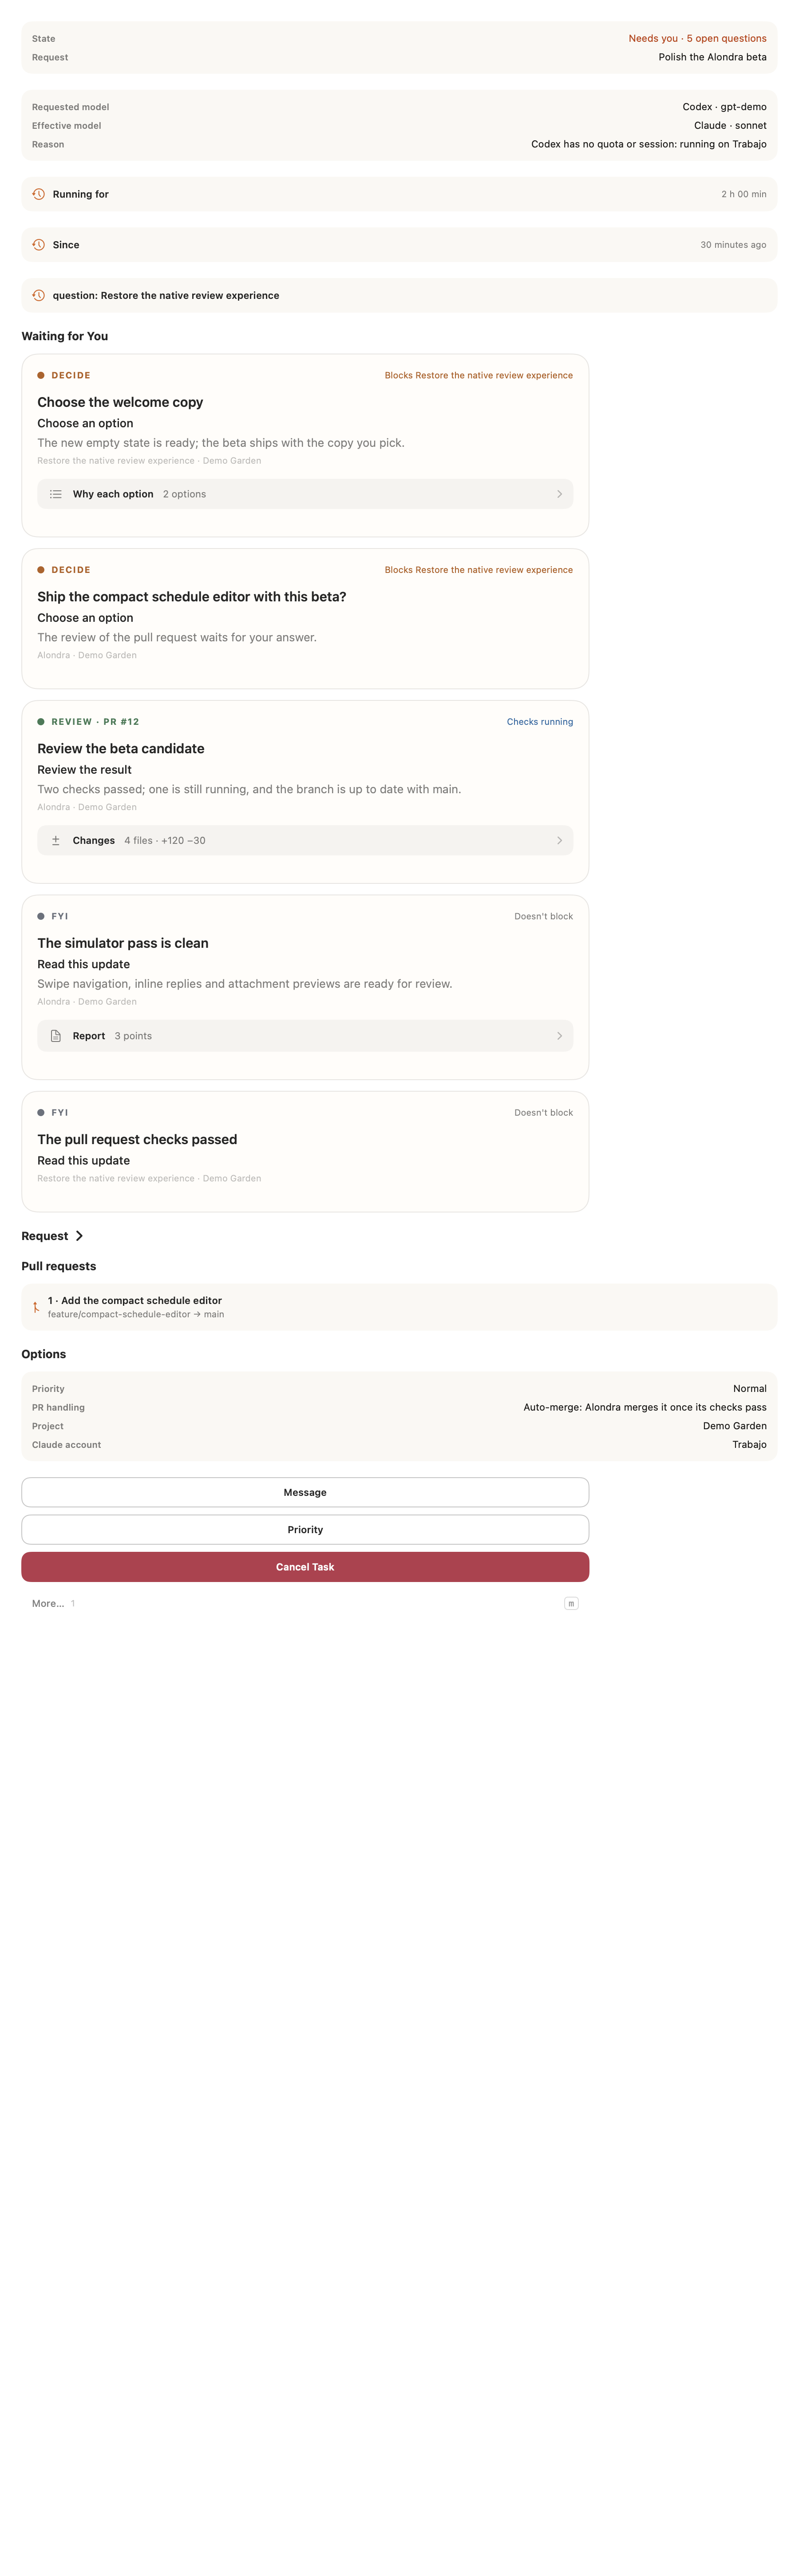 State Needs you · 5 open questions
Request Polish the Alondra beta
Requested model Codex · gpt-demo
Effective model Claude · sonnet
Reason Codex has no quota or session: running on Trabajo
Running for 2 h 00 min
Since 30 minutes ago
question: Restore the native review experience
Waiting for You
DECIDE Blocks Restore the native review experience
Choose the welcome copy
Choose an option
The new empty state is ready; the beta ships with the copy you pick.
Restore the native review experience · Demo Garden
Why each option 2 options
DECIDE Blocks Restore the native review experience
Ship the compact schedule editor with this beta?
Choose an option
The review of the pull request waits for your answer.
Alondra · Demo Garden
REVIEW · PR #12 Checks running
Review the beta candidate
Review the result
Two checks passed; one is still running, and the branch is up to date with main.
Alondra · Demo Garden
Changes 4 files · +120 −30
FYI Doesn't block
The simulator pass is clean
Read this update
Swipe navigation, inline replies and attachment previews are ready for review.
Alondra · Demo Garden
Report 3 points
FYI Doesn't block
The pull request checks passed
Read this update
Restore the native review experience · Demo Garden
Request
Pull requests
1 · Add the compact schedule editor
feature/compact-schedule-editor → main
Options
Priority Normal
PR handling Auto-merge: Alondra merges it once its checks pass
Project Demo Garden
Claude account Trabajo
Message
Priority
Cancel Task
More... 1 m